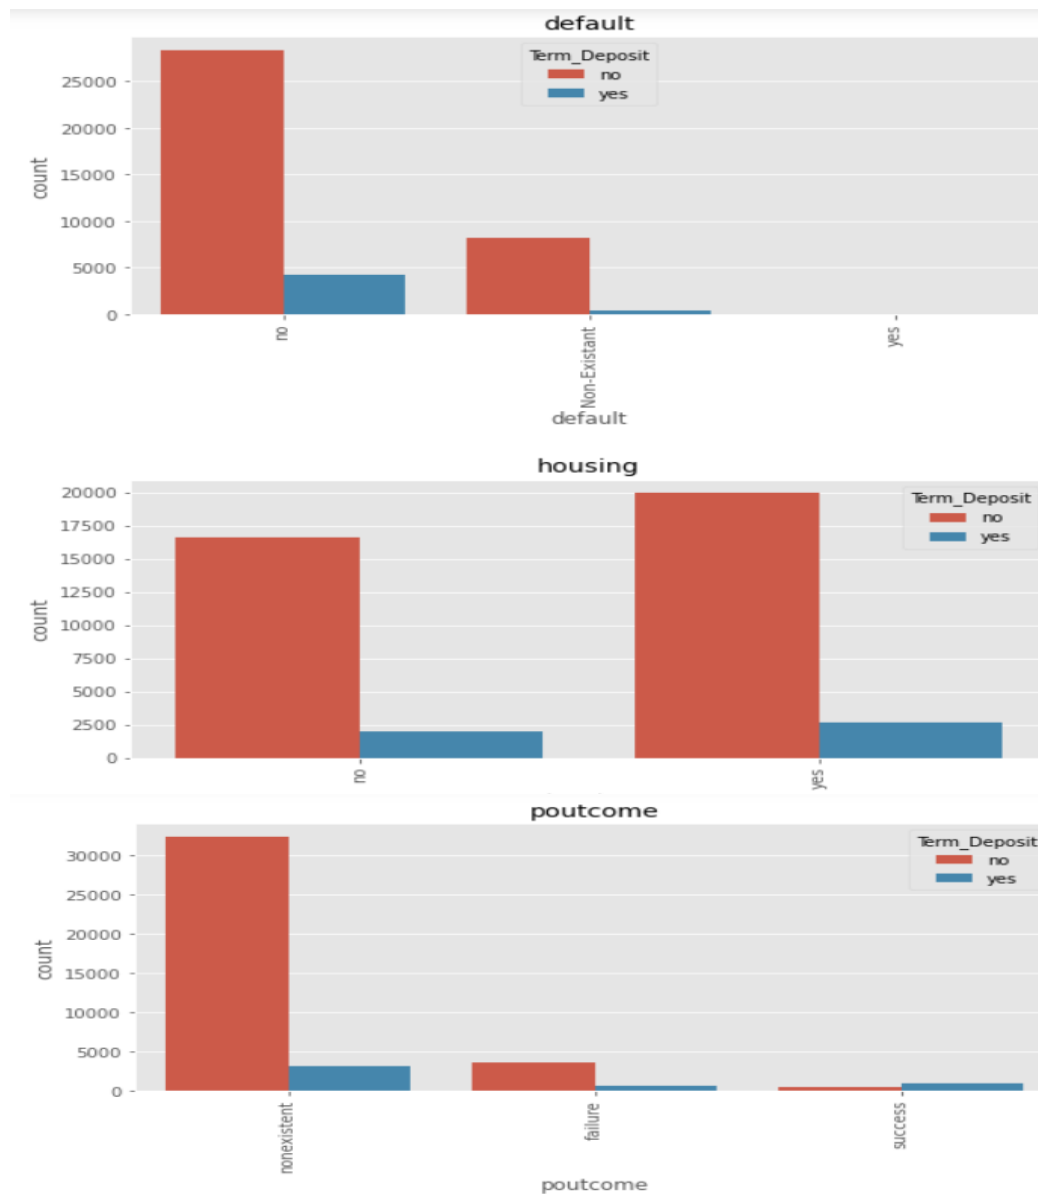 default
Term_Deposit
no
yes
count
25000
20000
15000
10000
5000
0
no
Non-Existant
yes
default
housing
Term_Deposit
no
yes
count
20000
17500
15000
12500
10000
7500
5000
2500
0
no
yes
poutcome
Term_Deposit
no
yes
count
30000
25000
20000
15000
10000
5000
0
nonexistent
failure
success
poutcome